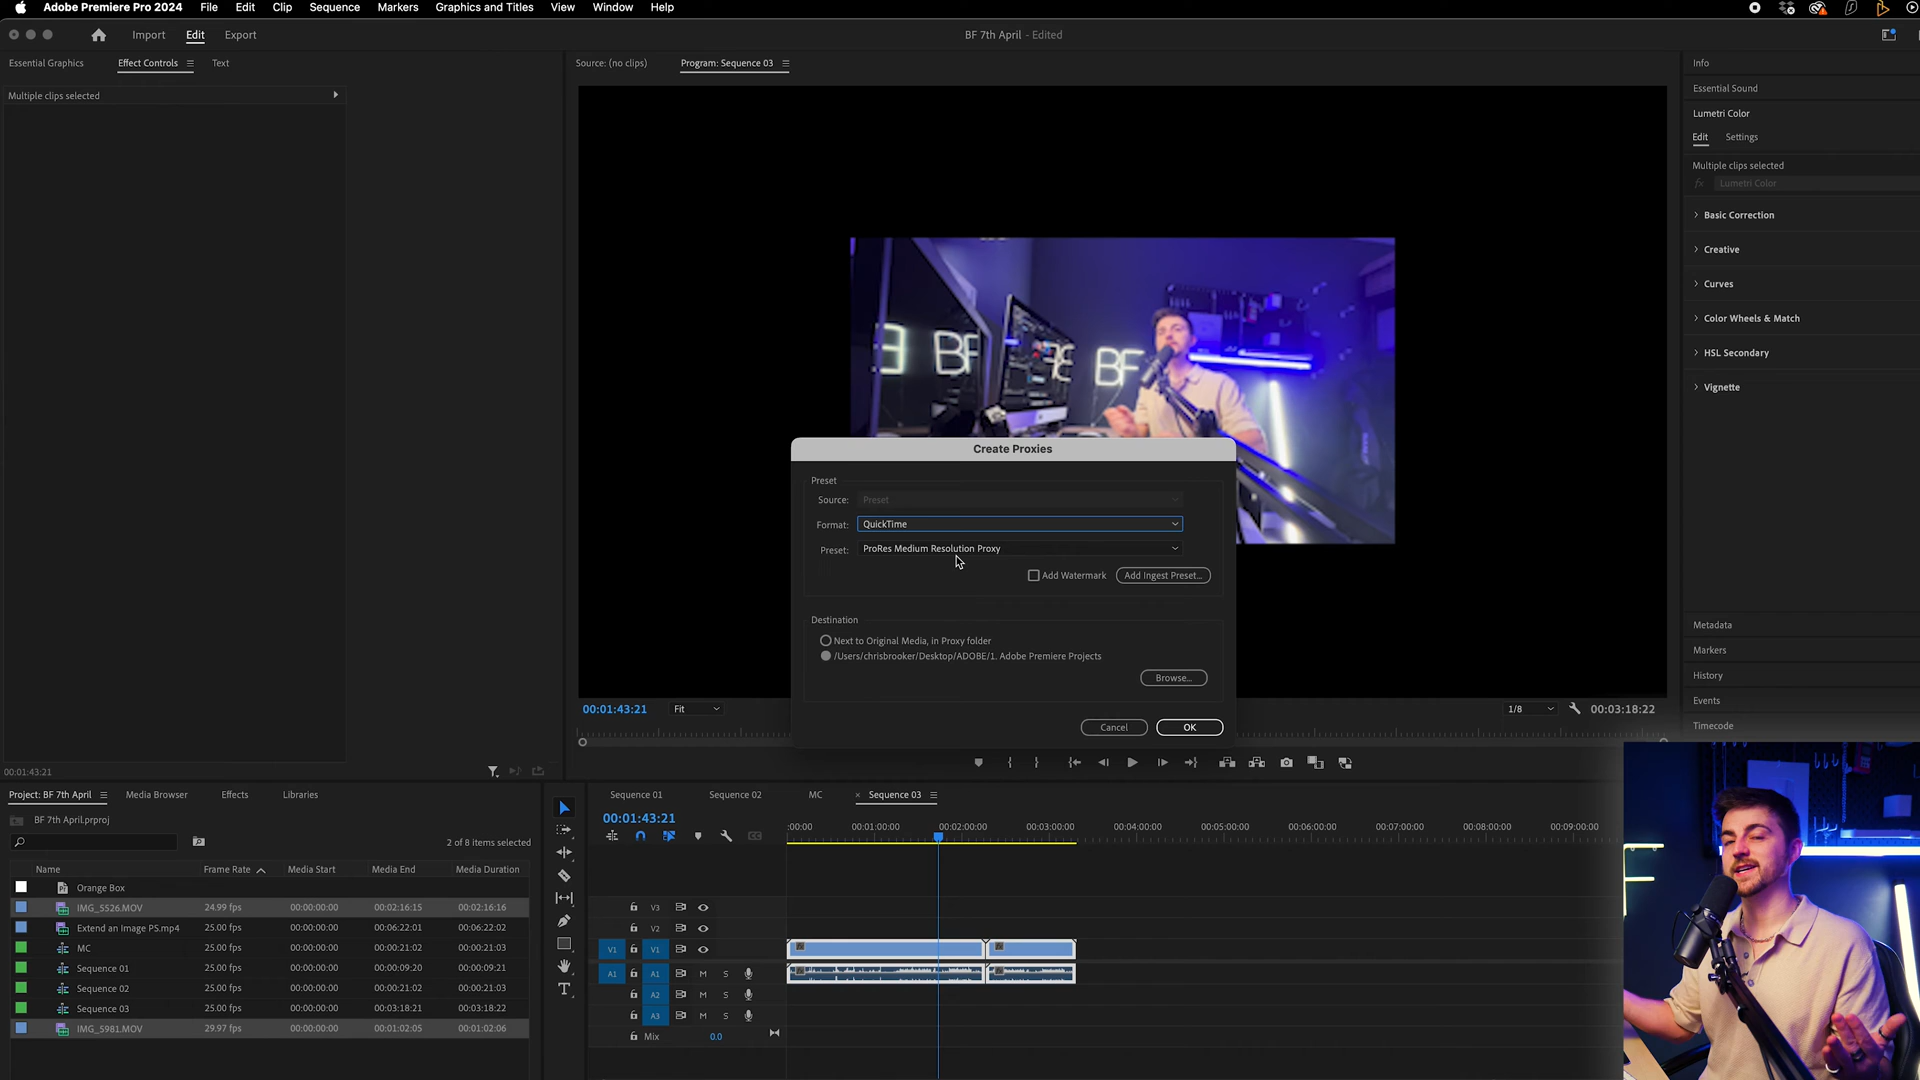 Adobe Premiere Pro 2024 File Edit Clip Sequence Markers Graphics and Titles View Window Help
Import Edit Export
BF 7th April - Edited
Essential Graphics Effect Controls Text
Multiple clips selected
Source: (no clips) Program: Sequence 03
BF
BF
Info
Essential Sound
Lumetri Color
Edit Settings
Multiple clips selected
fx Lumetri Color
Basic Correction
Creative
Curves
Color Wheels & Match
HSL Secondary
Vignette
Metadata
Markers
History
Events
Timecode
Create Proxies
Preset
Source: Preset
Format: QuickTime
Preset: ProRes Medium Resolution Proxy
Add Watermark Add Ingest Preset...
Destination
Next to Original Media, in Proxy folder
/Users/chrisbrooker/Desktop/ADOBE/1. Adobe Premiere Projects
Browse...
Cancel OK
00:01:43:21 Fit 1/8 00:03:18:22
00:01:43:21
Project: BF 7th April Media Browser Effects Libraries
BF 7th April.prproj
2 of 8 items selected
Name Frame Rate Media Start Media End Media Duration
Orange Box
IMG_5526.MOV 24.99 fps 00:00:00:00 00:02:16:15 00:02:16:16
Extend an Image PS.mp4 25.00 fps 00:00:00:00 00:06:22:01 00:06:22:02
MC 25.00 fps 00:00:00:00 00:00:21:02 00:00:21:03
Sequence 01 25.00 fps 00:00:00:00 00:00:09:20 00:00:09:21
Sequence 02 25.00 fps 00:00:00:00 00:00:21:02 00:00:21:03
Sequence 03 25.00 fps 00:00:00:00 00:03:18:21 00:03:18:22
IMG_5981.MOV 29.97 fps 00:00:00:00 00:01:02:05 00:01:02:06
Sequence 01 Sequence 02 MC × Sequence 03
00:01:43:21
:00:00 00:01:00:00 00:02:00:00 00:03:00:00 00:04:00:00 00:05:00:00 00:06:00:00 00:07:00:00 00:08:00:00 00:09:00:00
V3
V2
V1 V1
A1 A1 M S
A2 M S
A3 M S
Mix 0.0